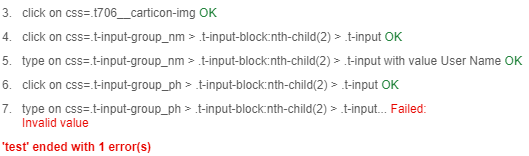 3. click on css=.t706__carticon-img OK
4. click on css=.t-input-group_nm > .t-input-block:nth-child(2) > .t-input OK
5. type on css=.t-input-group_nm > .t-input-block:nth-child(2) > .t-input with value User Name OK
6. click on css=.t-input-group_ph > .t-input-block:nth-child(2) > .t-input OK
7. type on css=.t-input-group_ph > .t-input-block:nth-child(2) > .t-input... Failed:
Invalid value
'test' ended with 1 error(s)